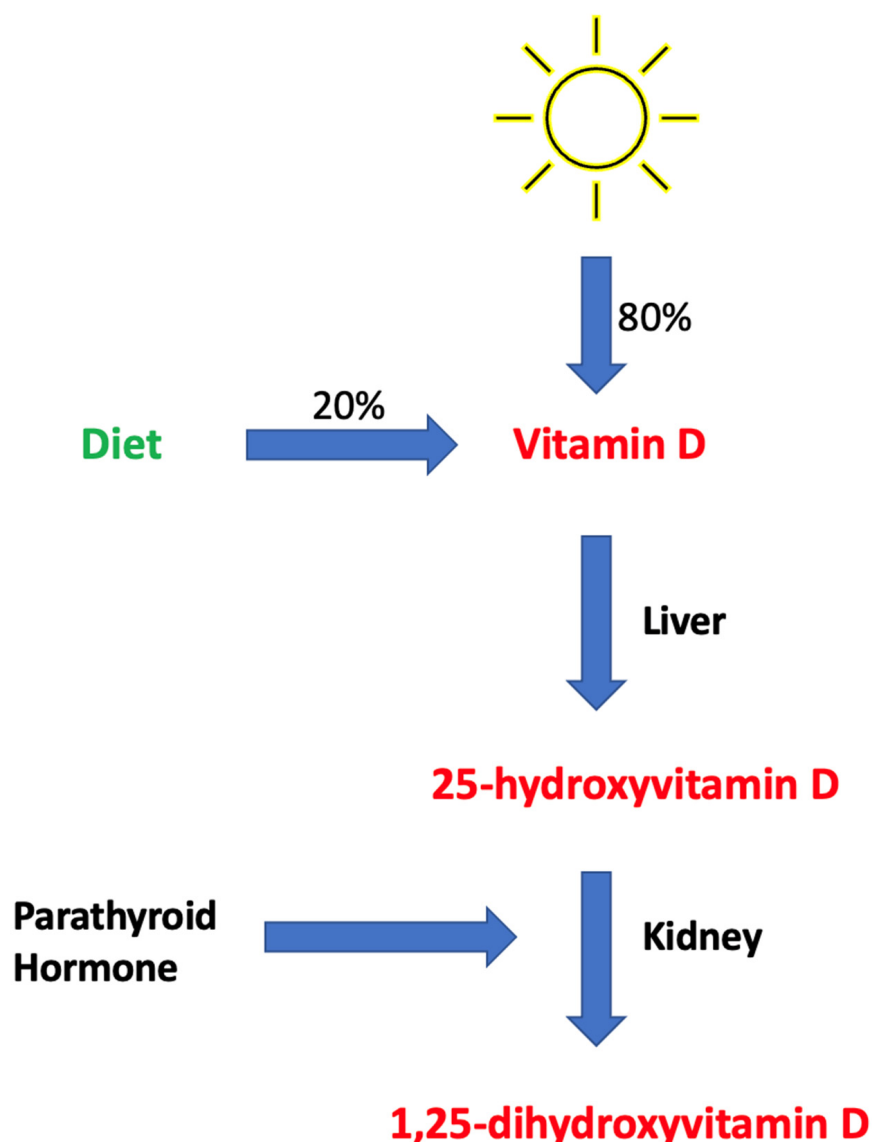 80%
20%
Diet
Vitamin D
Liver
25-hydroxyvitamin D
Parathyroid
Hormone
Kidney
1,25-dihydroxyvitamin D